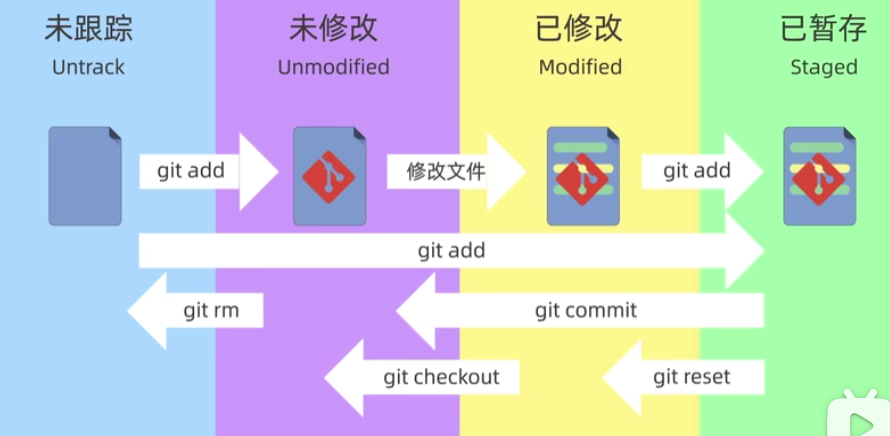 未跟踪
未修改
已修改
已暂存
Untrack
Unmodified
Modified
Staged
git add
修改文件
git add
git add
git rm
git commit
git checkout
git reset